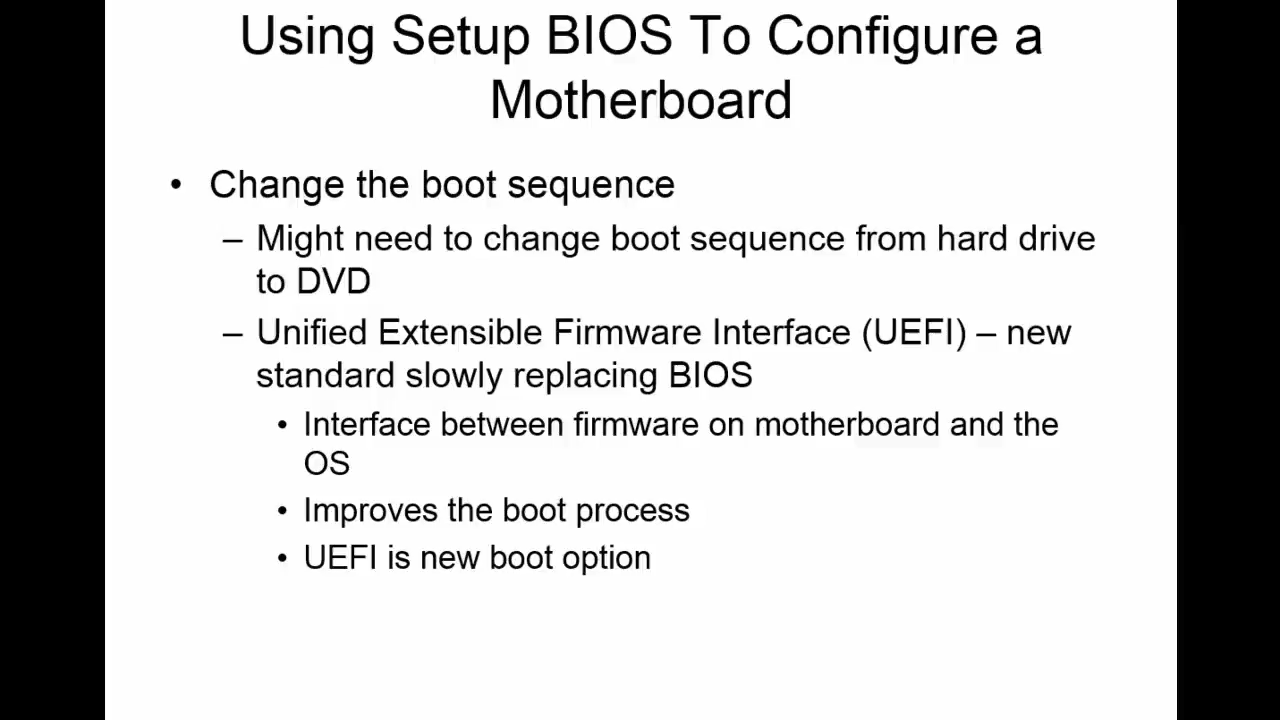 Using Setup BIOS To Configure a
Motherboard
• Change the boot sequence
– Might need to change boot sequence from hard drive
to DVD
– Unified Extensible Firmware Interface (UEFI) – new
standard slowly replacing BIOS
• Interface between firmware on motherboard and the
OS
• Improves the boot process
• UEFI is new boot option